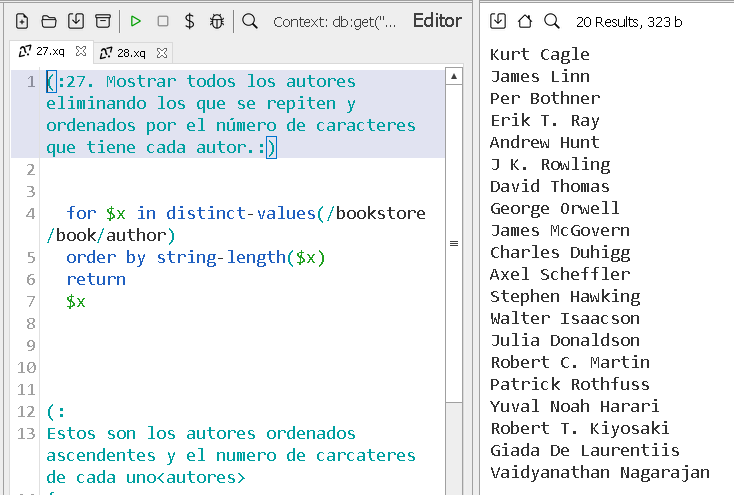 Context: db:get("...
Editor
27.xq
28.xq
1 (:27. Mostrar todos los autores
eliminando los que se repiten y
ordenados por el número de caracteres
que tiene cada autor.:)
2
3
4 for $x in distinct-values(/bookstore
/book/author)
5 order by string-length($x)
6 return
7 $x
8
9
10
11
12 (:
13 Estos son los autores ordenados
ascendentes y el numero de carcateres
de cada uno<autores>
20 Results, 323 b
Kurt Cagle
James Linn
Per Bothner
Erik T. Ray
Andrew Hunt
J K. Rowling
David Thomas
George Orwell
James McGovern
Charles Duhigg
Axel Scheffler
Stephen Hawking
Walter Isaacson
Julia Donaldson
Robert C. Martin
Patrick Rothfuss
Yuval Noah Harari
Robert T. Kiyosaki
Giada De Laurentiis
Vaidyanathan Nagarajan